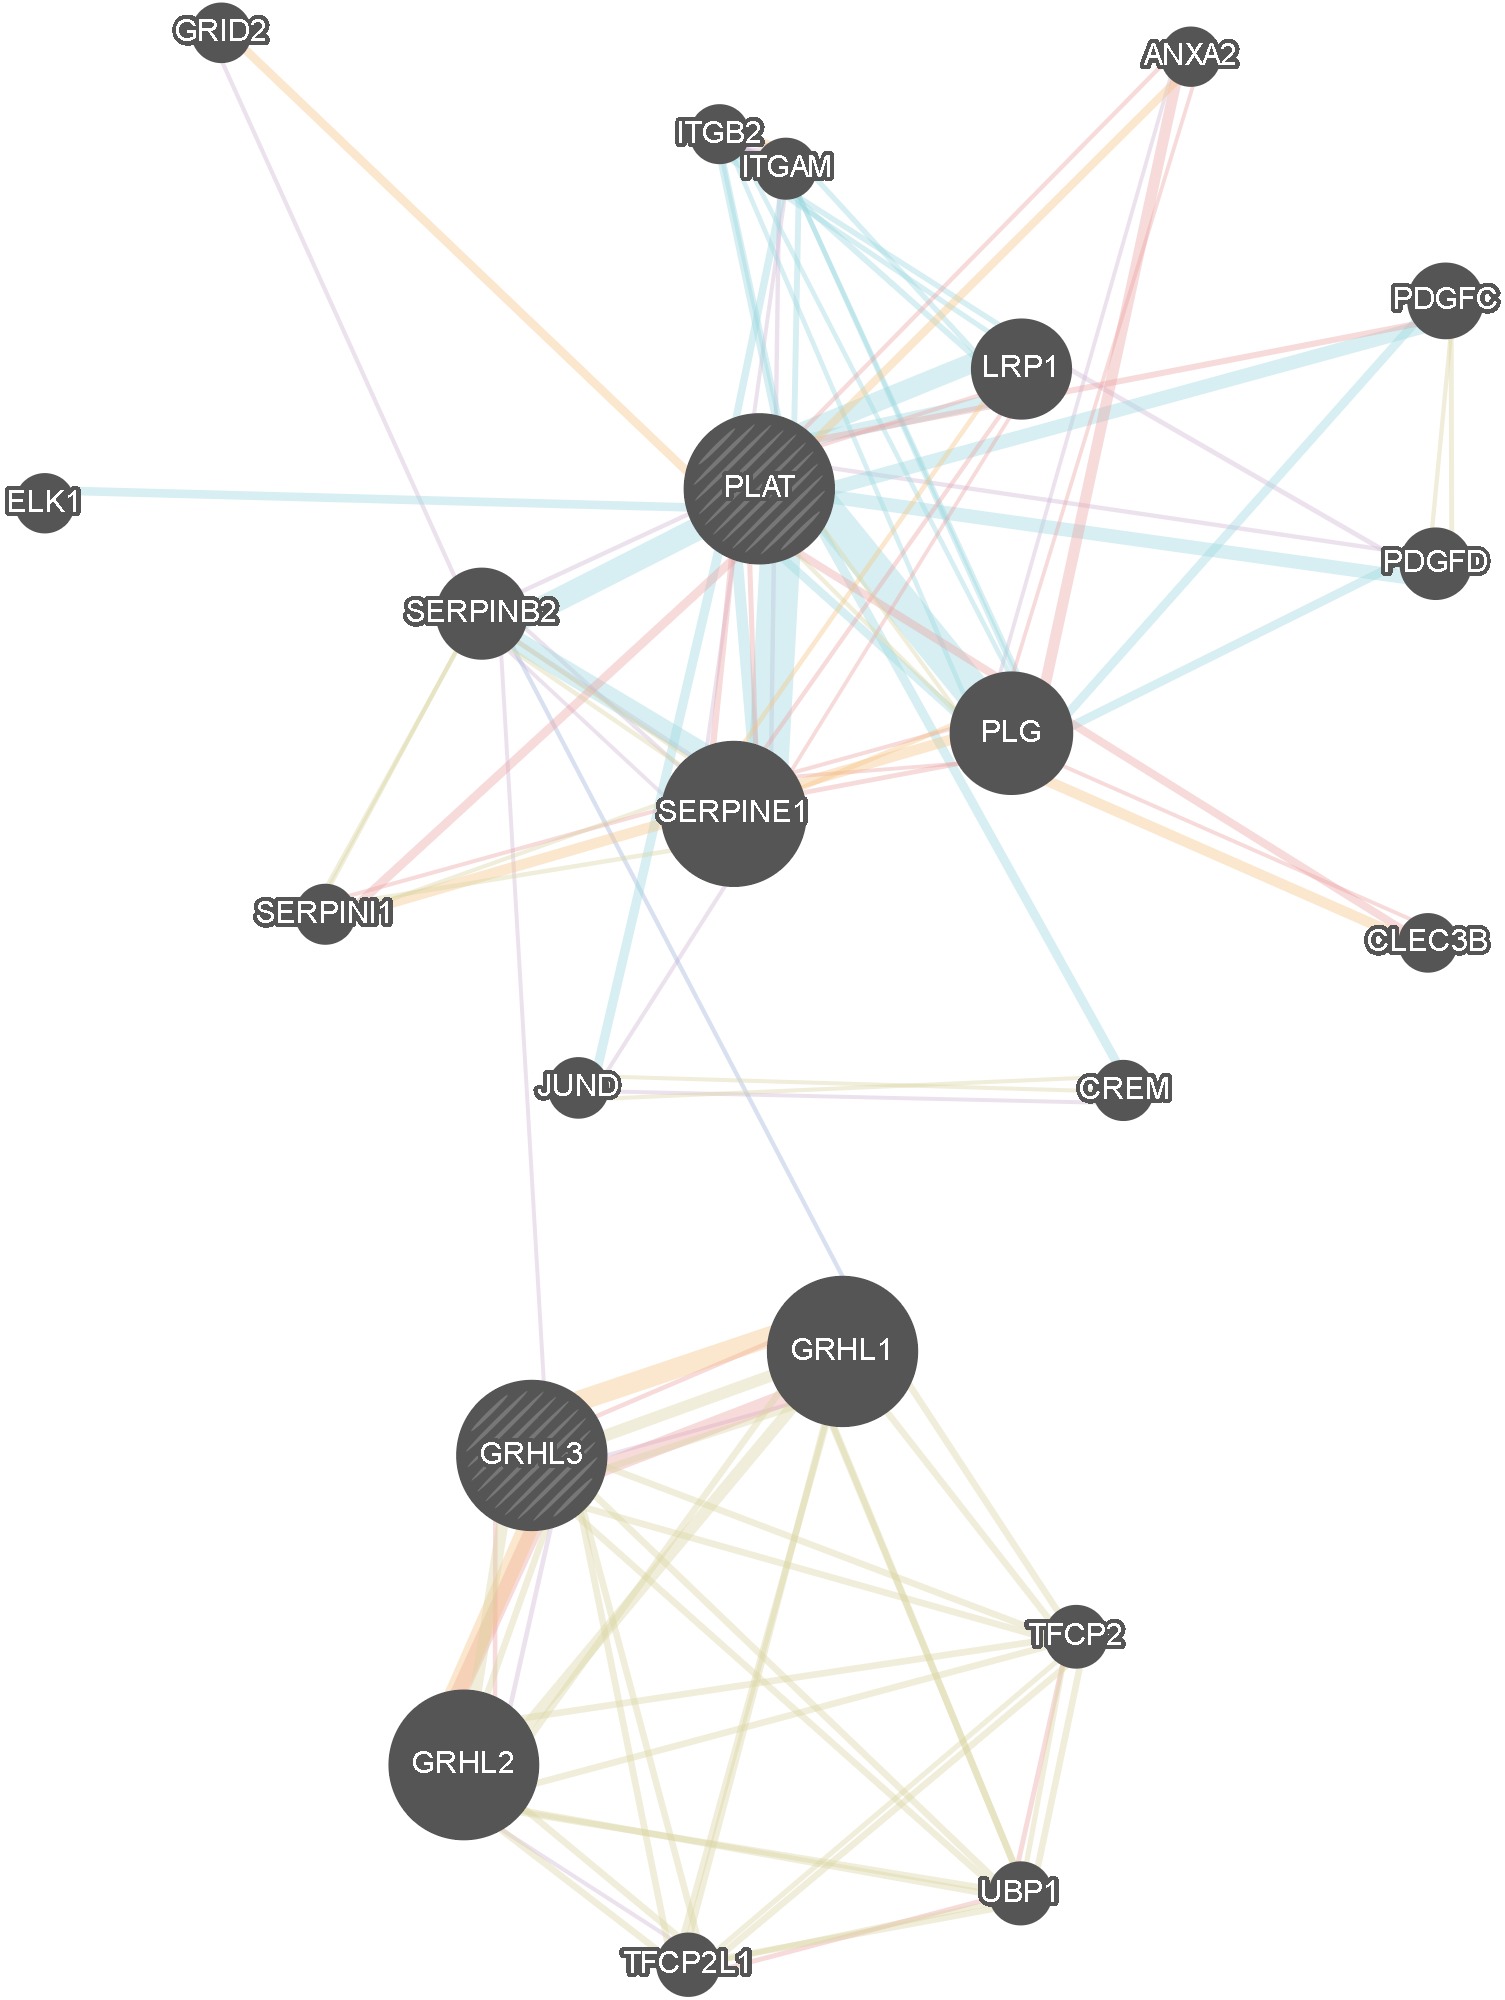 GRID2
ANXA2
ITGB2
ITGAM
PDGFC
LRP1
PLAT
ELK1
PDGFD
SERPINB2
PLG
SERPINE1
SERPINI1
CLEC3B
JUND
CREM
GRHL1
GRHL3
TFCP2
GRHL2
UBP1
TFCP2L1